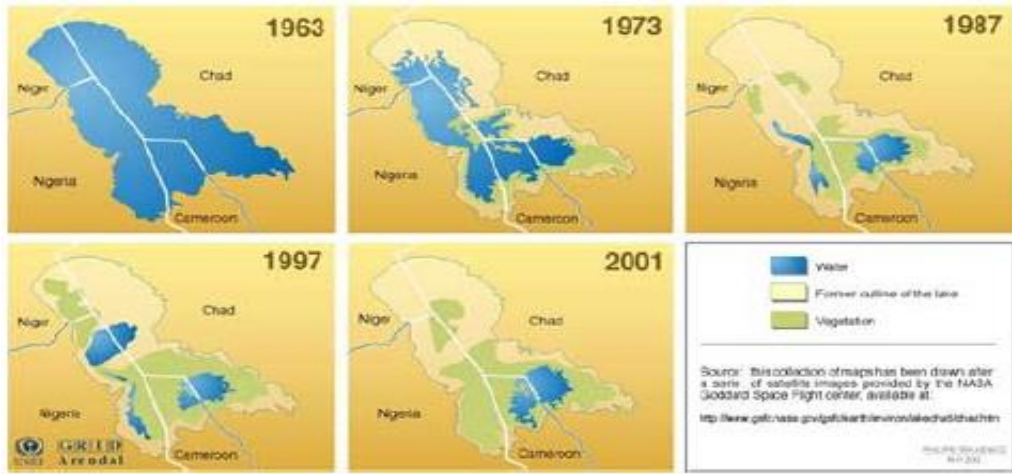 1963
Chad
Niger
Nigeria
Cameroon
1973
Chad
Niger
Nigeria
Cameroon
1987
Chad
Niger
Nigeria
Cameroon
1997
Niger
Chad
Nigeria
Cameroon
GRID
Arendal
UNEP
2001
Niger
Chad
Nigeria
Cameroon
Water
Former outline of the lake
Vegetation
Source: this collection of maps has been drawn after
a serie of satellite images provided by the NASA
Goddard Space Flight center, available at: